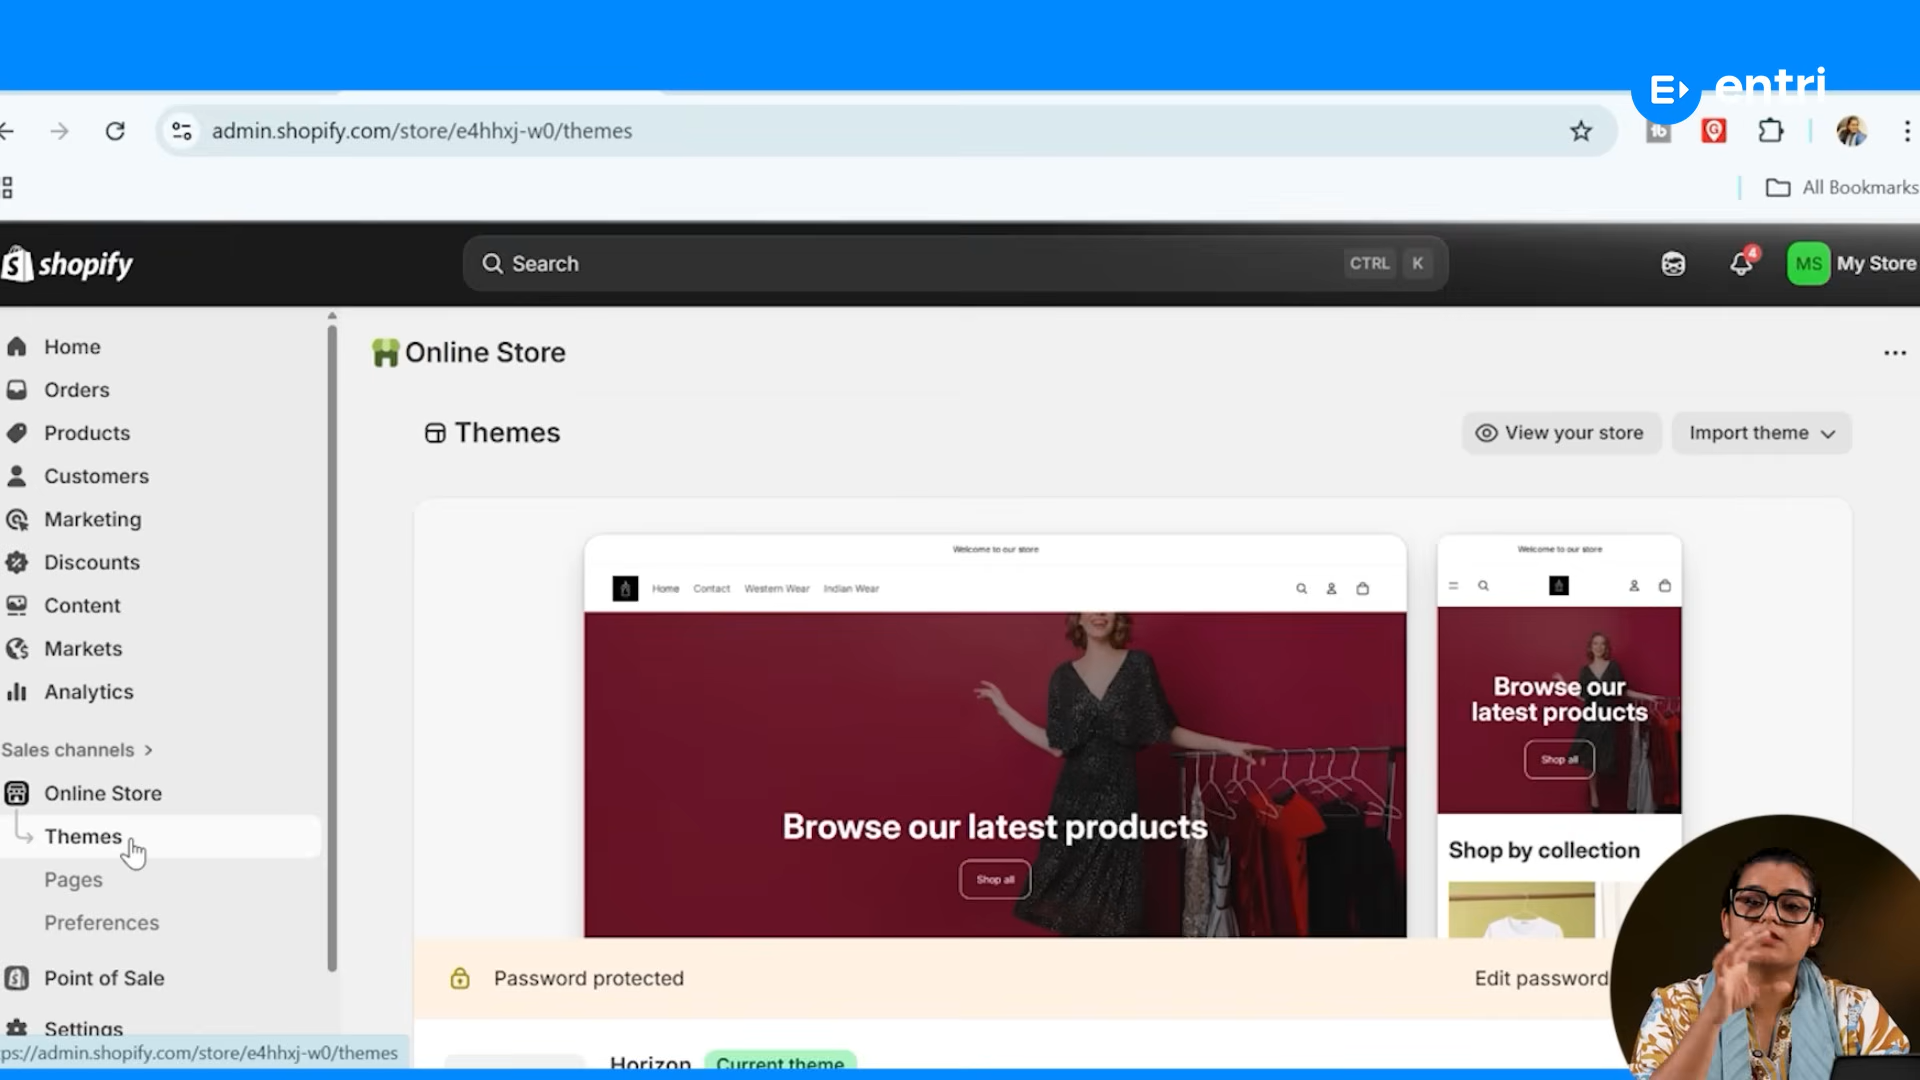 E entri
admin.shopify.com/store/e4hhxj-w0/themes
All Bookmarks
shopify
Search
CTRL K
4
MS My Store
Home
Orders
Products
Customers
Marketing
Discounts
Content
Markets
Analytics
Sales channels
Online Store
Themes
Pages
Preferences
Point of Sale
Settings
ps://admin.shopify.com/store/e4hhxj-w0/themes
Online Store
Themes
View your store
Import theme
Welcome to our store
Home Contact Western Wear Indian Wear
Browse our latest products
Shop all
Welcome to our store
Browse our
latest products
Shop all
Shop by collection
Password protected
Edit password
Horizon Current theme